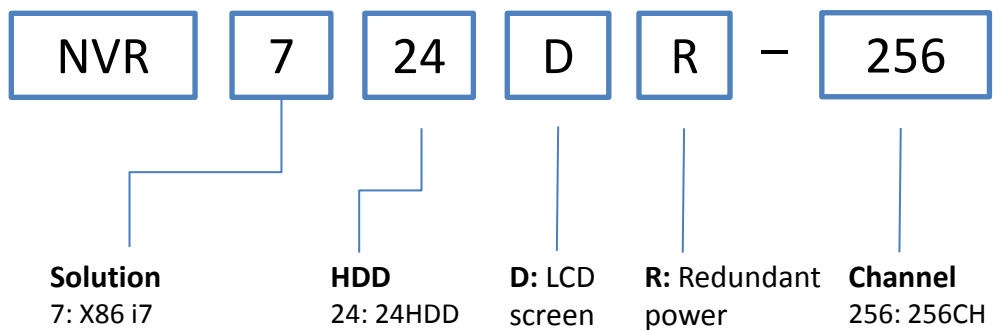 NVR 7 24 D R – 256
Solution
7: X86 i7
HDD
24: 24HDD
D: LCD
screen
R: Redundant
power
Channel
256: 256CH